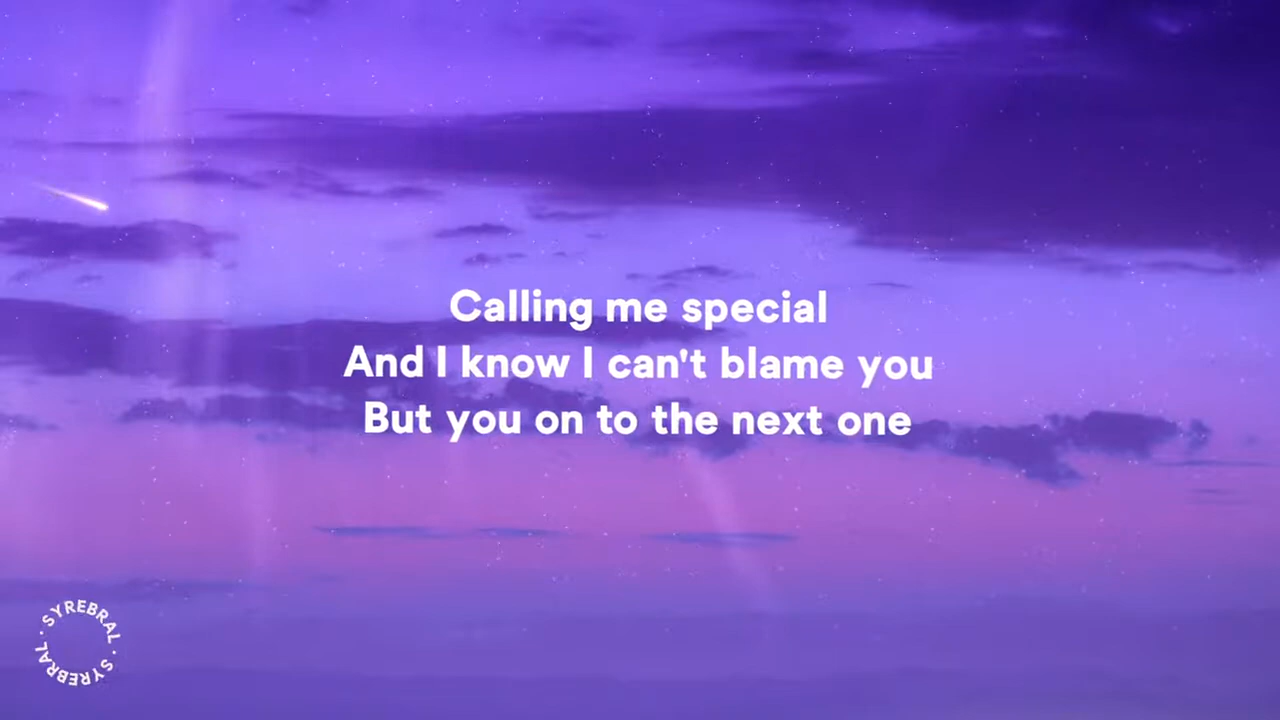 Calling me special
And I know I can't blame you
But you on to the next one
SYREBRAL · SYREBRAL ·